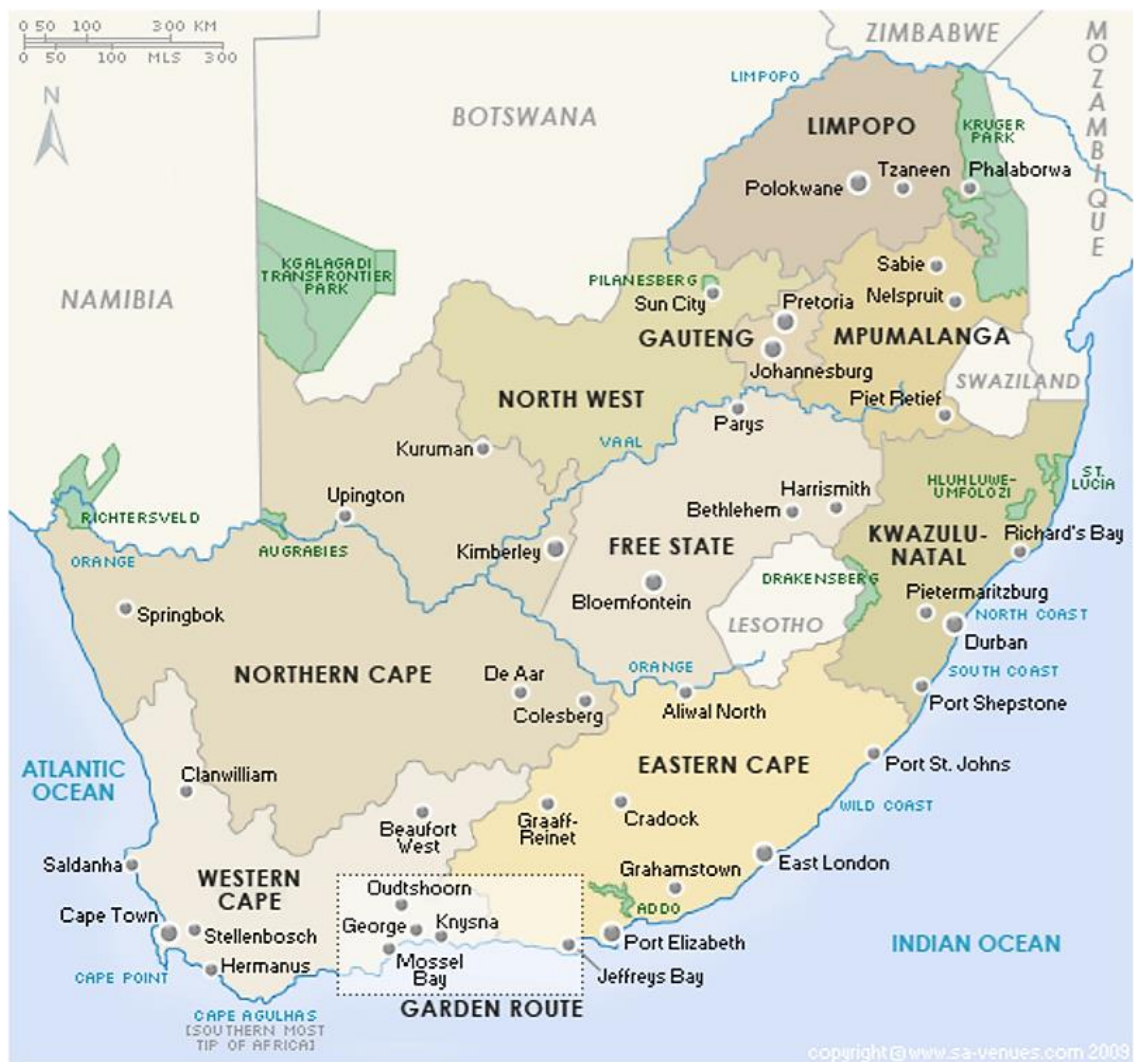 0 50 100 300 KM
0 50 100 MLS 300
N
ZIMBABWE
MOZAMBIQUE
LIMPOPO
BOTSWANA
LIMPOPO
KRUGER
PARK
Tzaneen
Phalaborwa
Polokwane
KGALAGADI
TRANSFRONTIER
PARK
NAMIBIA
Sabie
PILANESBERG
Sun City
Nelspruit
Pretoria
GAUTENG
MPUMALANGA
Johannesburg
SWAZILAND
NORTH WEST
Piet Retief
Parys
VAAL
Kuruman
HLUHLUWE-
UMFOLOZI
ST.
LUCIA
Upington
Harrismith
Bethlehem
RICHTERSVELD
AUGRABIES
ORANGE
Kimberley
FREE STATE
KWAZULU-
NATAL
Richard's Bay
DRAKENSBERG
Bloemfontein
Pietermaritzburg
Springbok
LESOTHO
NORTH COAST
Durban
NORTHERN CAPE
ORANGE
SOUTH COAST
De Aar
Colesberg
Aliwal North
Port Shepstone
ATLANTIC
OCEAN
Clanwilliam
EASTERN CAPE
Port St. Johns
WILD COAST
Beaufort
West
Graaff-
Reinet
Cradock
Saldanha
WESTERN
CAPE
Grahamstown
East London
Oudtshoorn
Cape Town
George
Knysna
ADDO
Stellenbosch
Port Elizabeth
INDIAN OCEAN
CAPE POINT
Hermanus
Mossel
Bay
Jeffreys Bay
GARDEN ROUTE
CAPE AGULHAS
[SOUTHERN MOST
TIP OF AFRICA]
copyright@www.sa-venues.com 2009